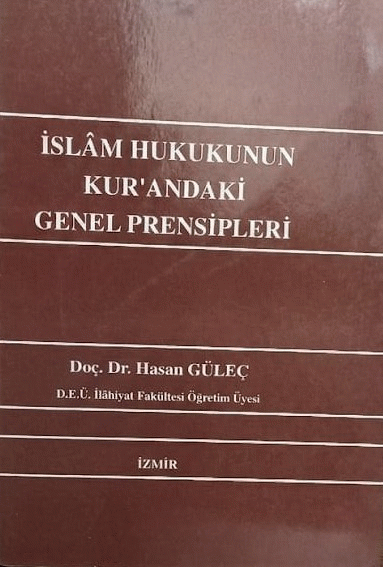 İSLÂM HUKUKUNUN
KUR'ANDAKİ
GENEL PRENSİPLERİ
Doç. Dr. Hasan GÜLEÇ
D.E.Ü. İlâhiyat Fakültesi Öğretim Üyesi
İZMİR